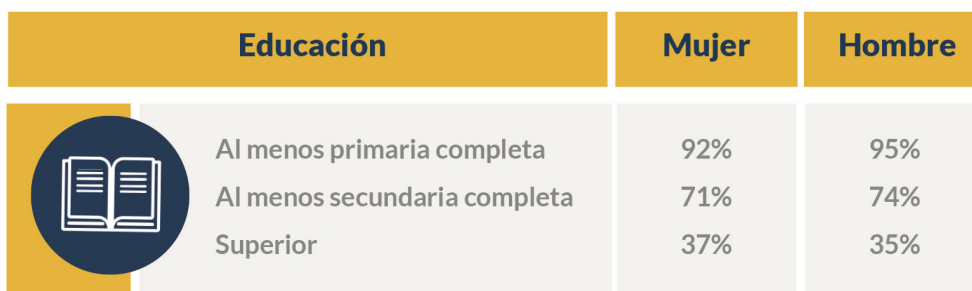 Educación Mujer Hombre
Al menos primaria completa 92% 95%
Al menos secundaria completa 71% 74%
Superior 37% 35%